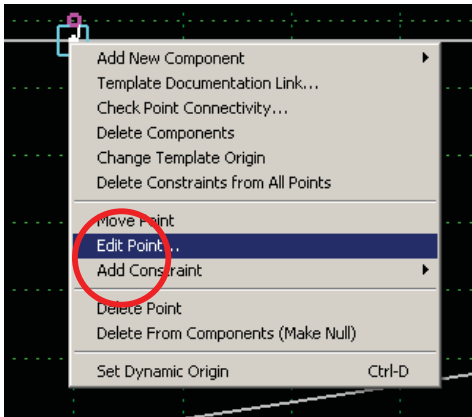 Add New Component
Template Documentation Link...
Check Point Connectivity...
Delete Components
Change Template Origin
Delete Constraints from All Points
Move Point
Edit Point...
Add Constraint
Delete Point
Delete From Components (Make Null)
Set Dynamic Origin Ctrl-D